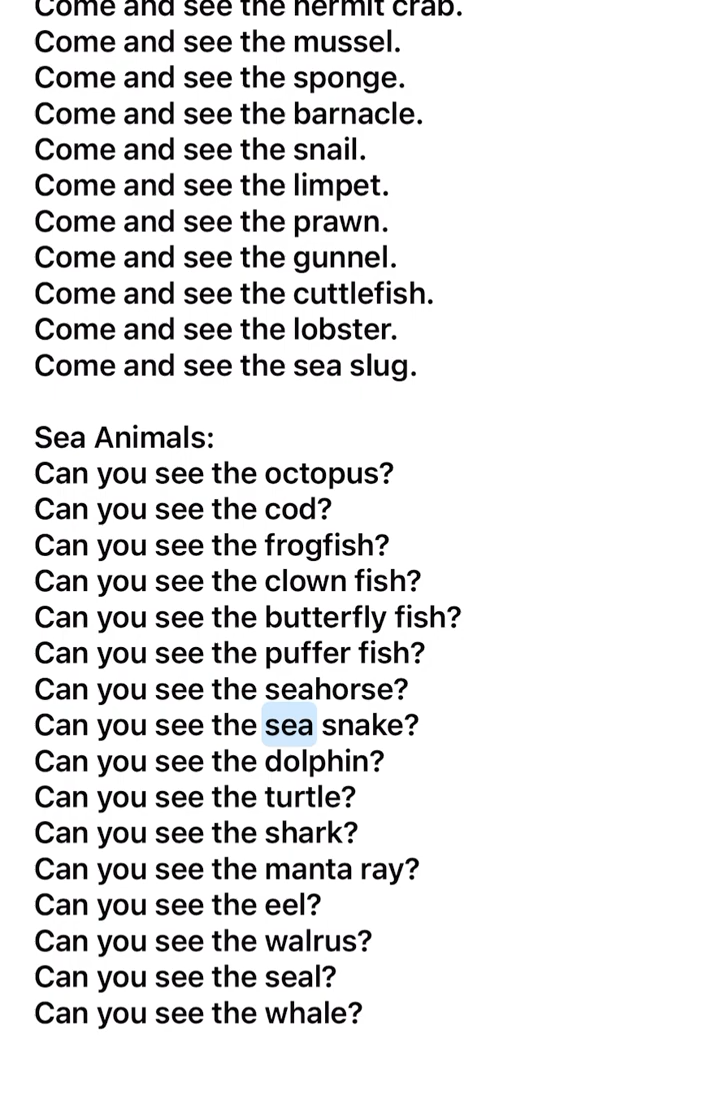 Come and see the hermit crab.
Come and see the mussel.
Come and see the sponge.
Come and see the barnacle.
Come and see the snail.
Come and see the limpet.
Come and see the prawn.
Come and see the gunnel.
Come and see the cuttlefish.
Come and see the lobster.
Come and see the sea slug.
Sea Animals:
Can you see the octopus?
Can you see the cod?
Can you see the frogfish?
Can you see the clown fish?
Can you see the butterfly fish?
Can you see the puffer fish?
Can you see the seahorse?
Can you see the sea snake?
Can you see the dolphin?
Can you see the turtle?
Can you see the shark?
Can you see the manta ray?
Can you see the eel?
Can you see the walrus?
Can you see the seal?
Can you see the whale?